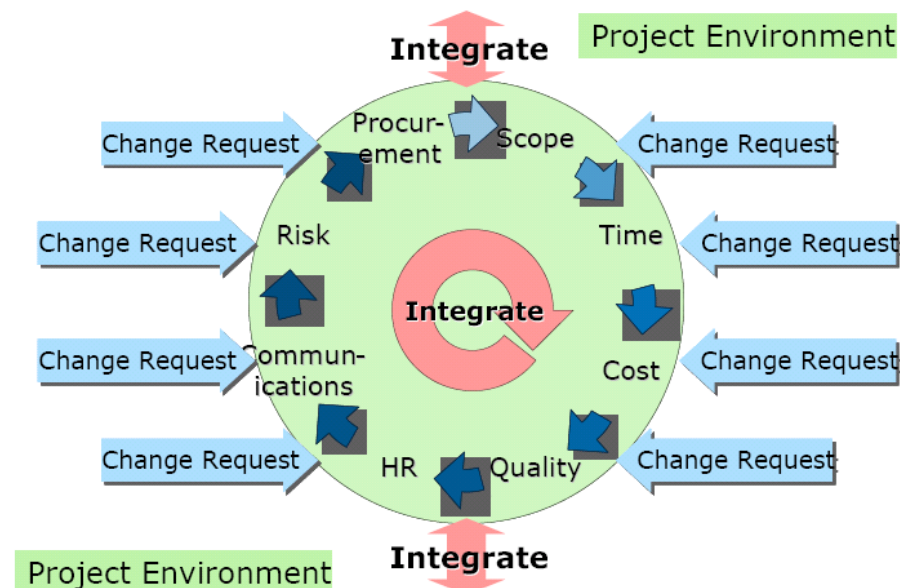 Integrate
Project Environment
Procur-
ement
Scope
Change Request
Change Request
Risk
Time
Change Request
Change Request
Integrate
Commun-
ications
Cost
Change Request
Change Request
HR
Quality
Change Request
Change Request
Integrate
Project Environment